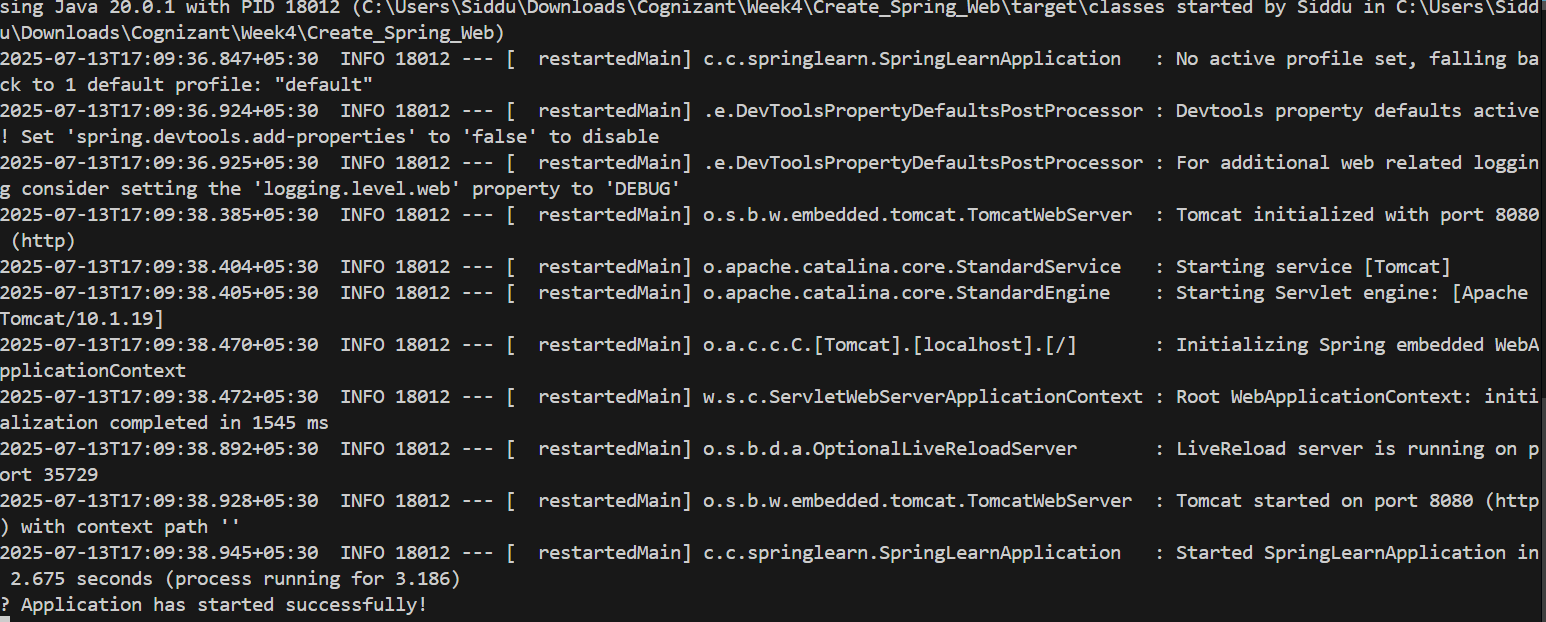 sing Java 20.0.1 with PID 18012 (C:\Users\Siddu\Downloads\Cognizant\Week4\Create_Spring_Web\target\classes started by Siddu in C:\Users\Sidd
u\Downloads\Cognizant\Week4\Create_Spring_Web)
2025-07-13T17:09:36.847+05:30  INFO 18012 --- [  restartedMain] c.c.springlearn.SpringLearnApplication   : No active profile set, falling ba
ck to 1 default profile: "default"
2025-07-13T17:09:36.924+05:30  INFO 18012 --- [  restartedMain] .e.DevToolsPropertyDefaultsPostProcessor : Devtools property defaults active
! Set 'spring.devtools.add-properties' to 'false' to disable
2025-07-13T17:09:36.925+05:30  INFO 18012 --- [  restartedMain] .e.DevToolsPropertyDefaultsPostProcessor : For additional web related loggin
g consider setting the 'logging.level.web' property to 'DEBUG'
2025-07-13T17:09:38.385+05:30  INFO 18012 --- [  restartedMain] o.s.b.w.embedded.tomcat.TomcatWebServer  : Tomcat initialized with port 8080
 (http)
2025-07-13T17:09:38.404+05:30  INFO 18012 --- [  restartedMain] o.apache.catalina.core.StandardService   : Starting service [Tomcat]
2025-07-13T17:09:38.405+05:30  INFO 18012 --- [  restartedMain] o.apache.catalina.core.StandardEngine    : Starting Servlet engine: [Apache 
Tomcat/10.1.19]
2025-07-13T17:09:38.470+05:30  INFO 18012 --- [  restartedMain] o.a.c.c.C.[Tomcat].[localhost].[/]       : Initializing Spring embedded WebA
pplicationContext
2025-07-13T17:09:38.472+05:30  INFO 18012 --- [  restartedMain] w.s.c.ServletWebServerApplicationContext : Root WebApplicationContext: initi
alization completed in 1545 ms
2025-07-13T17:09:38.892+05:30  INFO 18012 --- [  restartedMain] o.s.b.d.a.OptionalLiveReloadServer       : LiveReload server is running on p
ort 35729
2025-07-13T17:09:38.928+05:30  INFO 18012 --- [  restartedMain] o.s.b.w.embedded.tomcat.TomcatWebServer  : Tomcat started on port 8080 (http
) with context path ''
2025-07-13T17:09:38.945+05:30  INFO 18012 --- [  restartedMain] c.c.springlearn.SpringLearnApplication   : Started SpringLearnApplication in
 2.675 seconds (process running for 3.186)
? Application has started successfully!